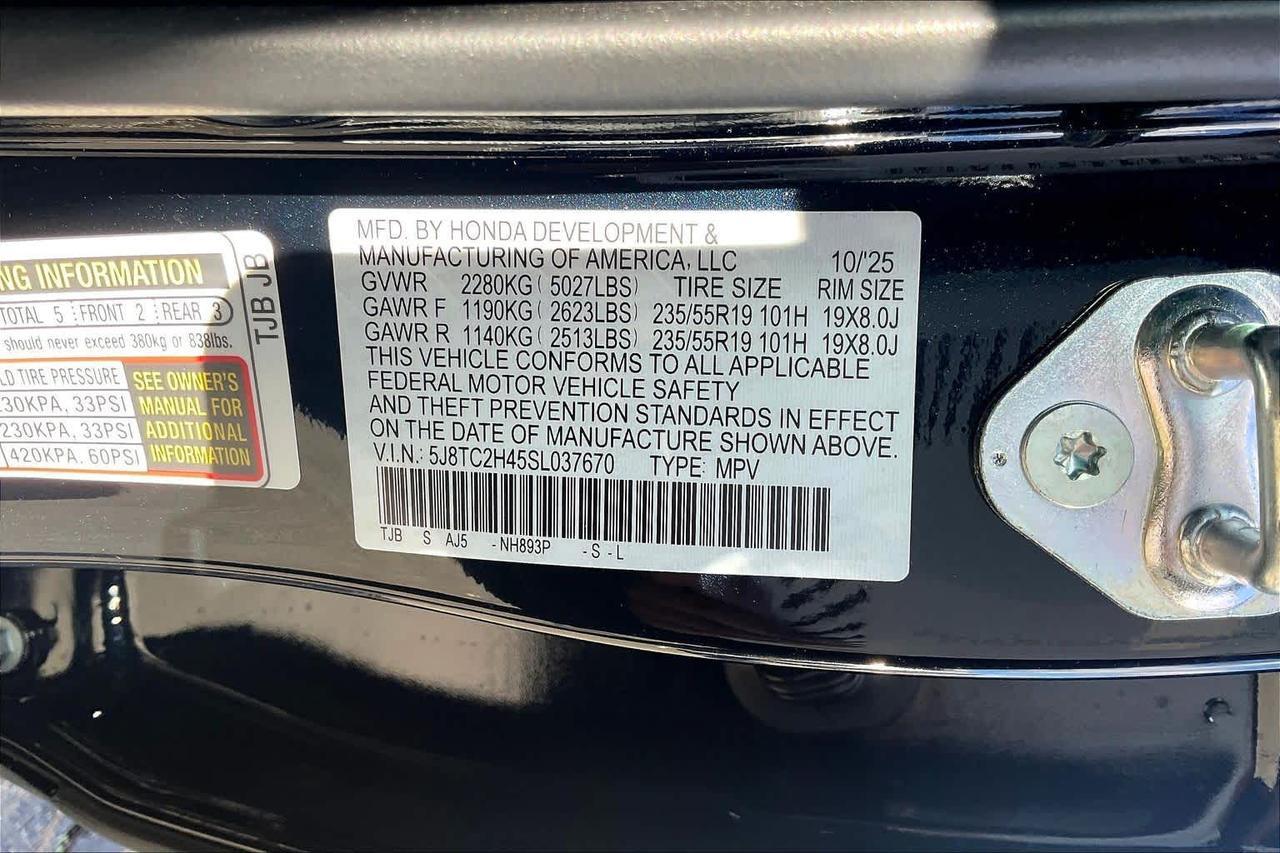 NG INFORMATION
TOTAL 5 FRONT 2 REAR 3
should never exceed 380kg or 838lbs.
LD TIRE PRESSURE
230KPA, 33PSI
230KPA, 33PSI
420KPA, 60PSI
SEE OWNER'S
MANUAL FOR
ADDITIONAL
INFORMATION
TJB JB
MFD. BY HONDA DEVELOPMENT &
MANUFACTURING OF AMERICA, LLC 10/'25
GVWR 2280KG ( 5027LBS) TIRE SIZE RIM SIZE
GAWR F 1190KG ( 2623LBS) 235/55R19 101H 19X8.0J
GAWR R 1140KG ( 2513LBS) 235/55R19 101H 19X8.0J
THIS VEHICLE CONFORMS TO ALL APPLICABLE
FEDERAL MOTOR VEHICLE SAFETY
AND THEFT PREVENTION STANDARDS IN EFFECT
ON THE DATE OF MANUFACTURE SHOWN ABOVE.
V.I.N.: 5J8TC2H45SL037670 TYPE: MPV
TJB S AJ5 - NH893P - S - L